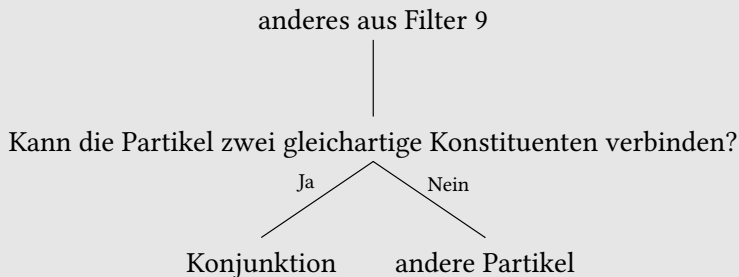 anderes aus Filter 9
Kann die Partikel zwei gleichartige Konstituenten verbinden?
Ja Nein
Konjunktion andere Partikel